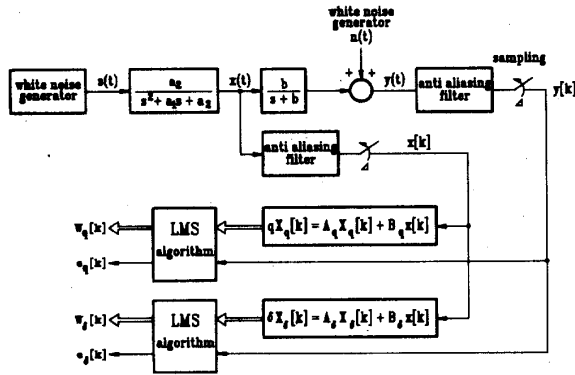 white noise
generator
n(t)
sampling
white noise
generator
s(t)
a₂
s²+ a₁s + a₂
x(t)
b
s + b
+ +
y(t)
anti aliasing
filter
y[k]
Δ
anti aliasing
filter
x[k]
Δ
W_q[k]
e_q[k]
LMS
algorithm
qX_q[k] = A_qX_q[k] + B_qx[k]
W_δ[k]
e_δ[k]
LMS
algorithm
δX_δ[k] = A_δX_δ[k] + B_δx[k]